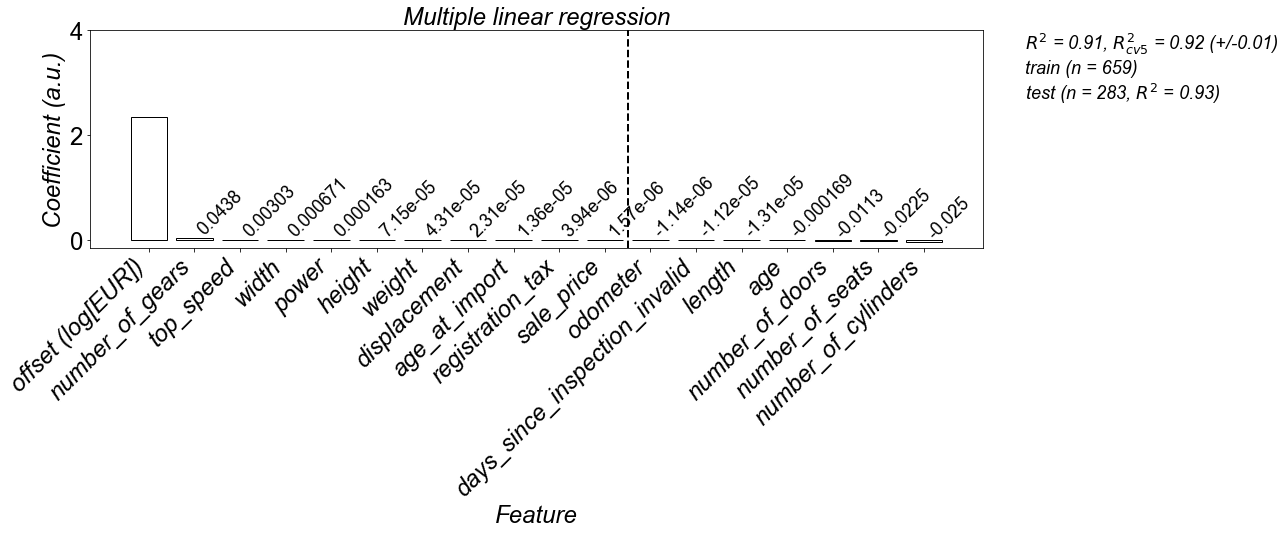 Multiple linear regression
R² = 0.91, R²cv5 = 0.92 (+/-0.01)
train (n = 659)
test (n = 283, R² = 0.93)
Coefficient (a.u.)
4
2
0
0.0438
0.00303
0.000671
0.000163
7.15e-05
4.31e-05
2.31e-05
1.36e-05
3.94e-06
1.57e-06
-1.14e-06
-1.12e-05
-1.31e-05
-0.000169
-0.0113
-0.0225
-0.025
offset (log[EUR])
number_of_gears
top_speed
width
power
height
weight
displacement
age_at_import
registration_tax
sale_price
odometer
days_since_inspection_invalid
length
age
number_of_doors
number_of_seats
number_of_cylinders
Feature